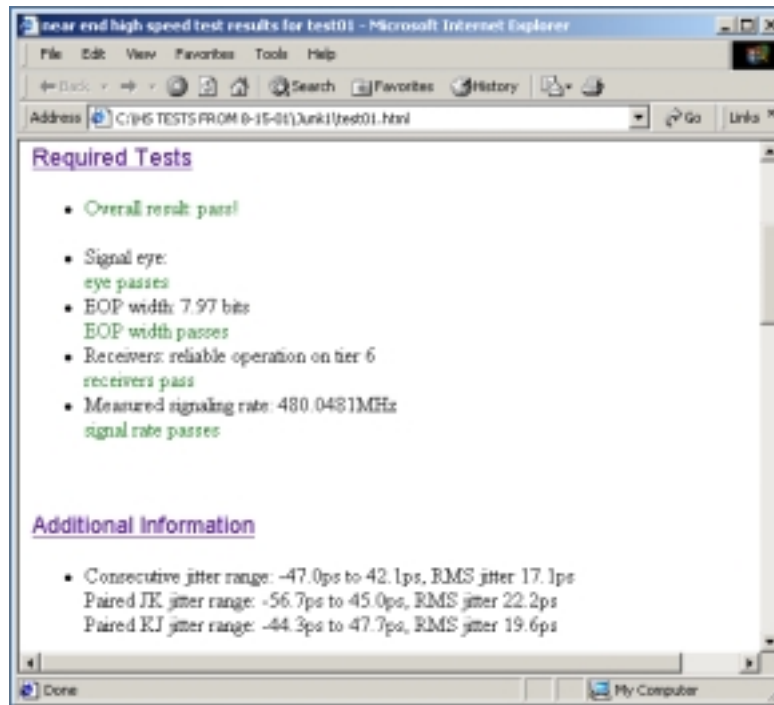 near end high speed test results for test01 - Microsoft Internet Explorer
File Edit View Favorites Tools Help
Back Search Favorites History
Address C:\HS TESTS FROM 8-15-01\Junk1\test01.html Go Links
Required Tests
Overall result: pass!
Signal eye:
eye passes
EOP width: 7.97 bits
EOP width passes
Receivers: reliable operation on tier 6
receivers pass
Measured signaling rate: 480.0481MHz
signal rate passes
Additional Information
Consecutive jitter range: -47.0ps to 42.1ps, RMS jitter 17.1ps
Paired JK jitter range: -56.7ps to 45.0ps, RMS jitter 22.2ps
Paired KJ jitter range: -44.3ps to 47.7ps, RMS jitter 19.6ps
Done My Computer